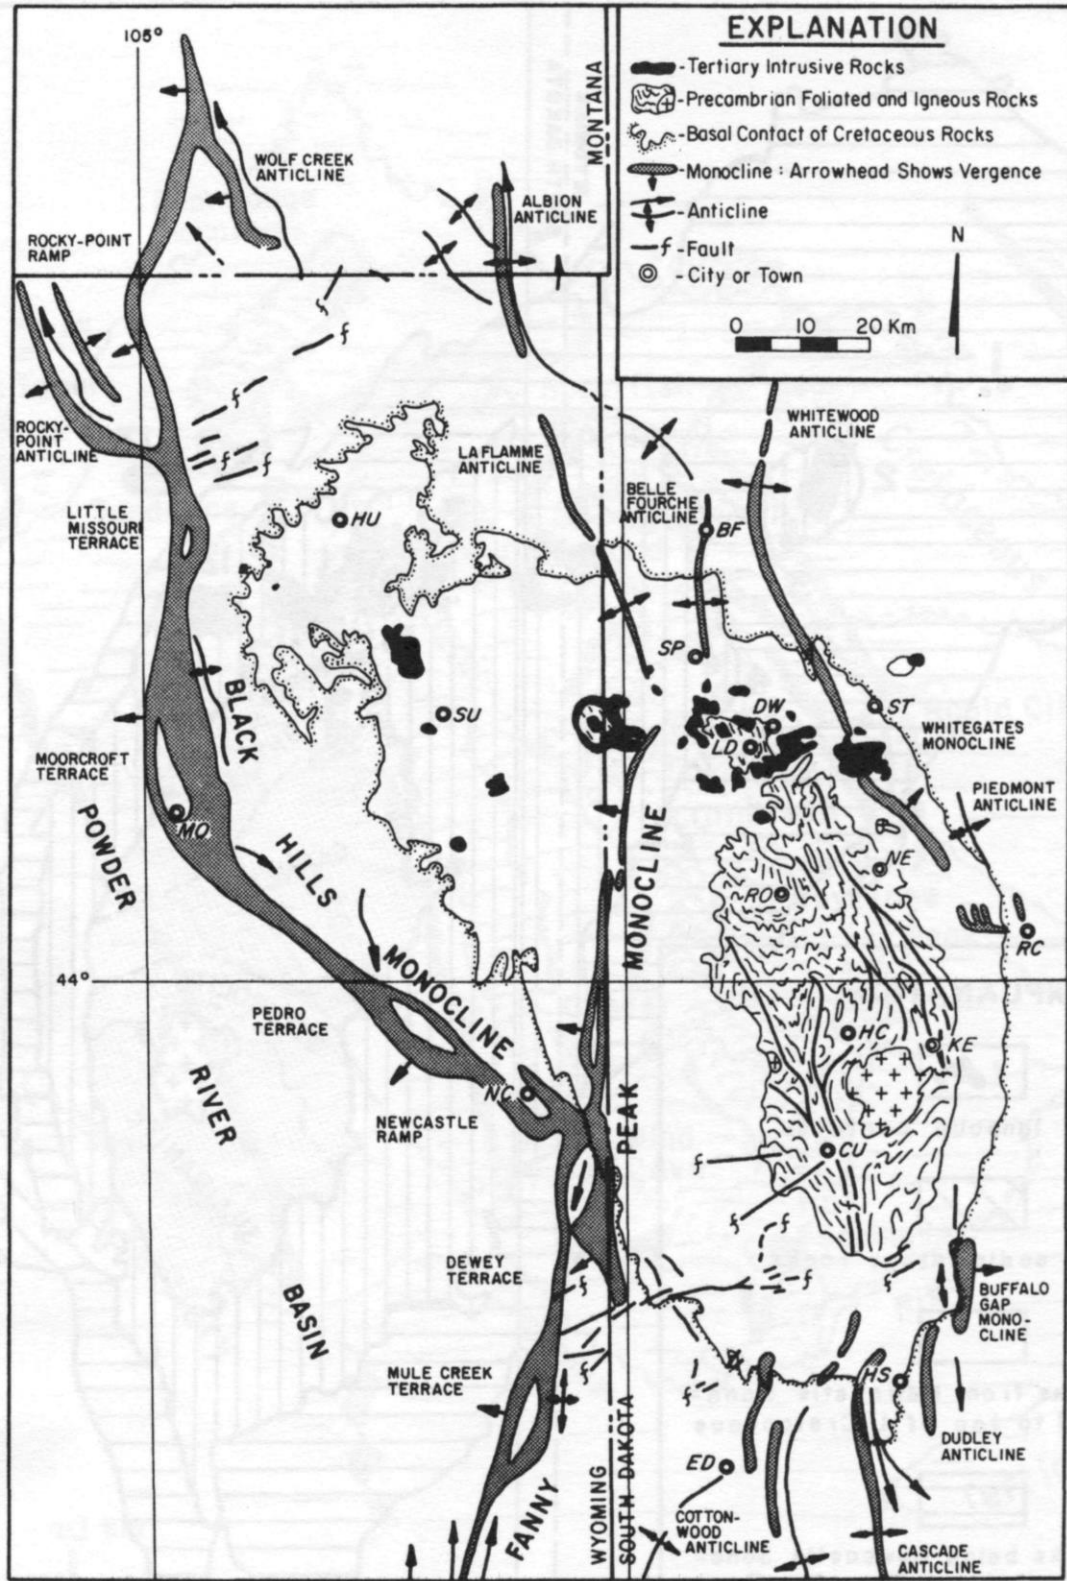 EXPLANATION
- Tertiary Intrusive Rocks
- Precambrian Foliated and Igneous Rocks
- Basal Contact of Cretaceous Rocks
- Monocline : Arrowhead Shows Vergence
- Anticline
f - Fault
- City or Town
N
0 10 20 Km
105°
MONTANA
WOLF CREEK
ANTICLINE
ALBION
ANTICLINE
ROCKY-POINT
RAMP
f
f
f
f
ROCKY-
POINT
ANTICLINE
WHITEWOOD
ANTICLINE
LA FLAMME
ANTICLINE
BELLE
FOURCHE
ANTICLINE
LITTLE
MISSOURI
TERRACE
HU
BF
SP
BLACK
SU
DW
LD
ST
WHITEGATES
MONOCLINE
MOORCROFT
TERRACE
MO
PIEDMONT
ANTICLINE
POWDER
HILLS
MONOCLINE
NE
RO
RC
44°
MONOCLINE
PEDRO
TERRACE
HC
KE
RIVER
NC
NEWCASTLE
RAMP
PEAK
CU
f
f
f
DEWEY
TERRACE
f
f
f
BUFFALO
GAP
MONO-
CLINE
BASIN
f
f
HS
MULE CREEK
TERRACE
DUDLEY
ANTICLINE
ED
FANNY
WYOMING
SOUTH DAKOTA
COTTON-
WOOD
ANTICLINE
CASCADE
ANTICLINE